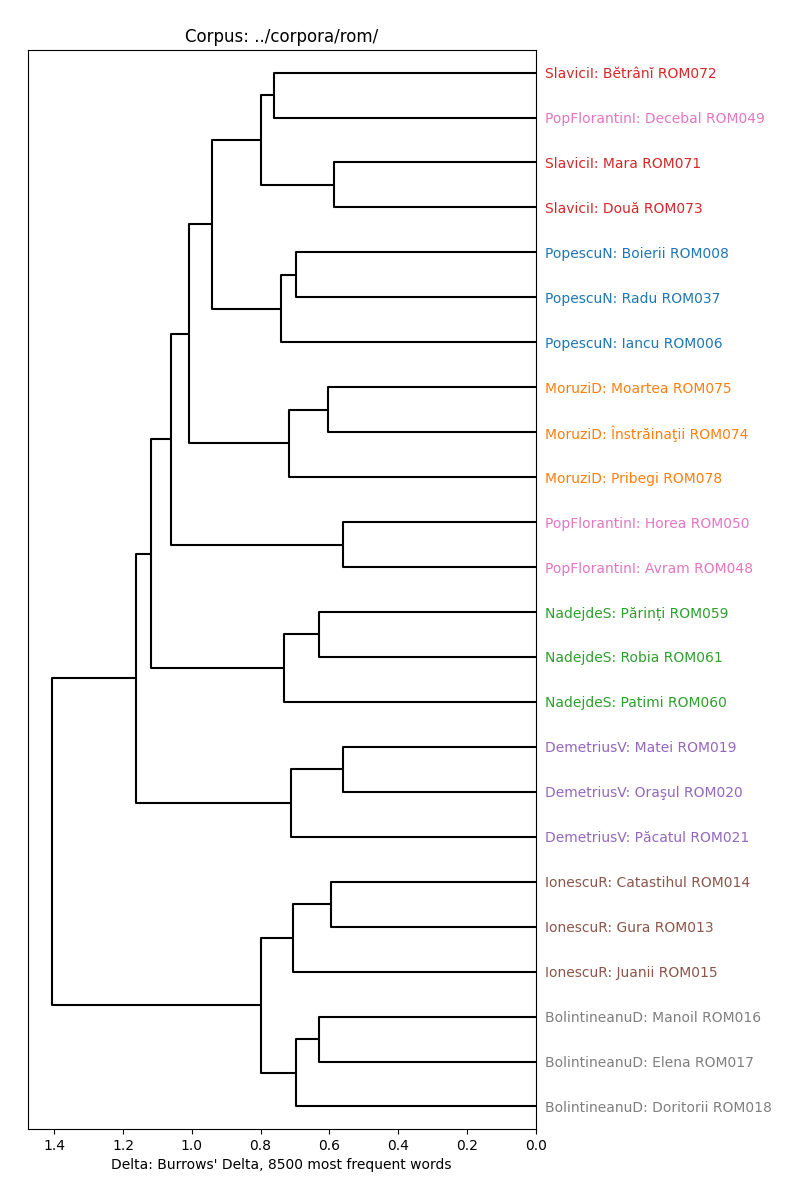 Corpus: ../corpora/rom/
SlaviciI: Bĕtrânĭ ROM072
PopFlorantinI: Decebal ROM049
SlaviciI: Mara ROM071
SlaviciI: Două ROM073
PopescuN: Boierii ROM008
PopescuN: Radu ROM037
PopescuN: Iancu ROM006
MoruziD: Moartea ROM075
MoruziD: Înstrăinaţii ROM074
MoruziD: Pribegi ROM078
PopFlorantinI: Horea ROM050
PopFlorantinI: Avram ROM048
NadejdeS: Părinți ROM059
NadejdeS: Robia ROM061
NadejdeS: Patimi ROM060
DemetriusV: Matei ROM019
DemetriusV: Oraşul ROM020
DemetriusV: Păcatul ROM021
IonescuR: Catastihul ROM014
IonescuR: Gura ROM013
IonescuR: Juanii ROM015
BolintineanuD: Manoil ROM016
BolintineanuD: Elena ROM017
BolintineanuD: Doritorii ROM018
1.4 1.2 1.0 0.8 0.6 0.4 0.2 0.0
Delta: Burrows' Delta, 8500 most frequent words